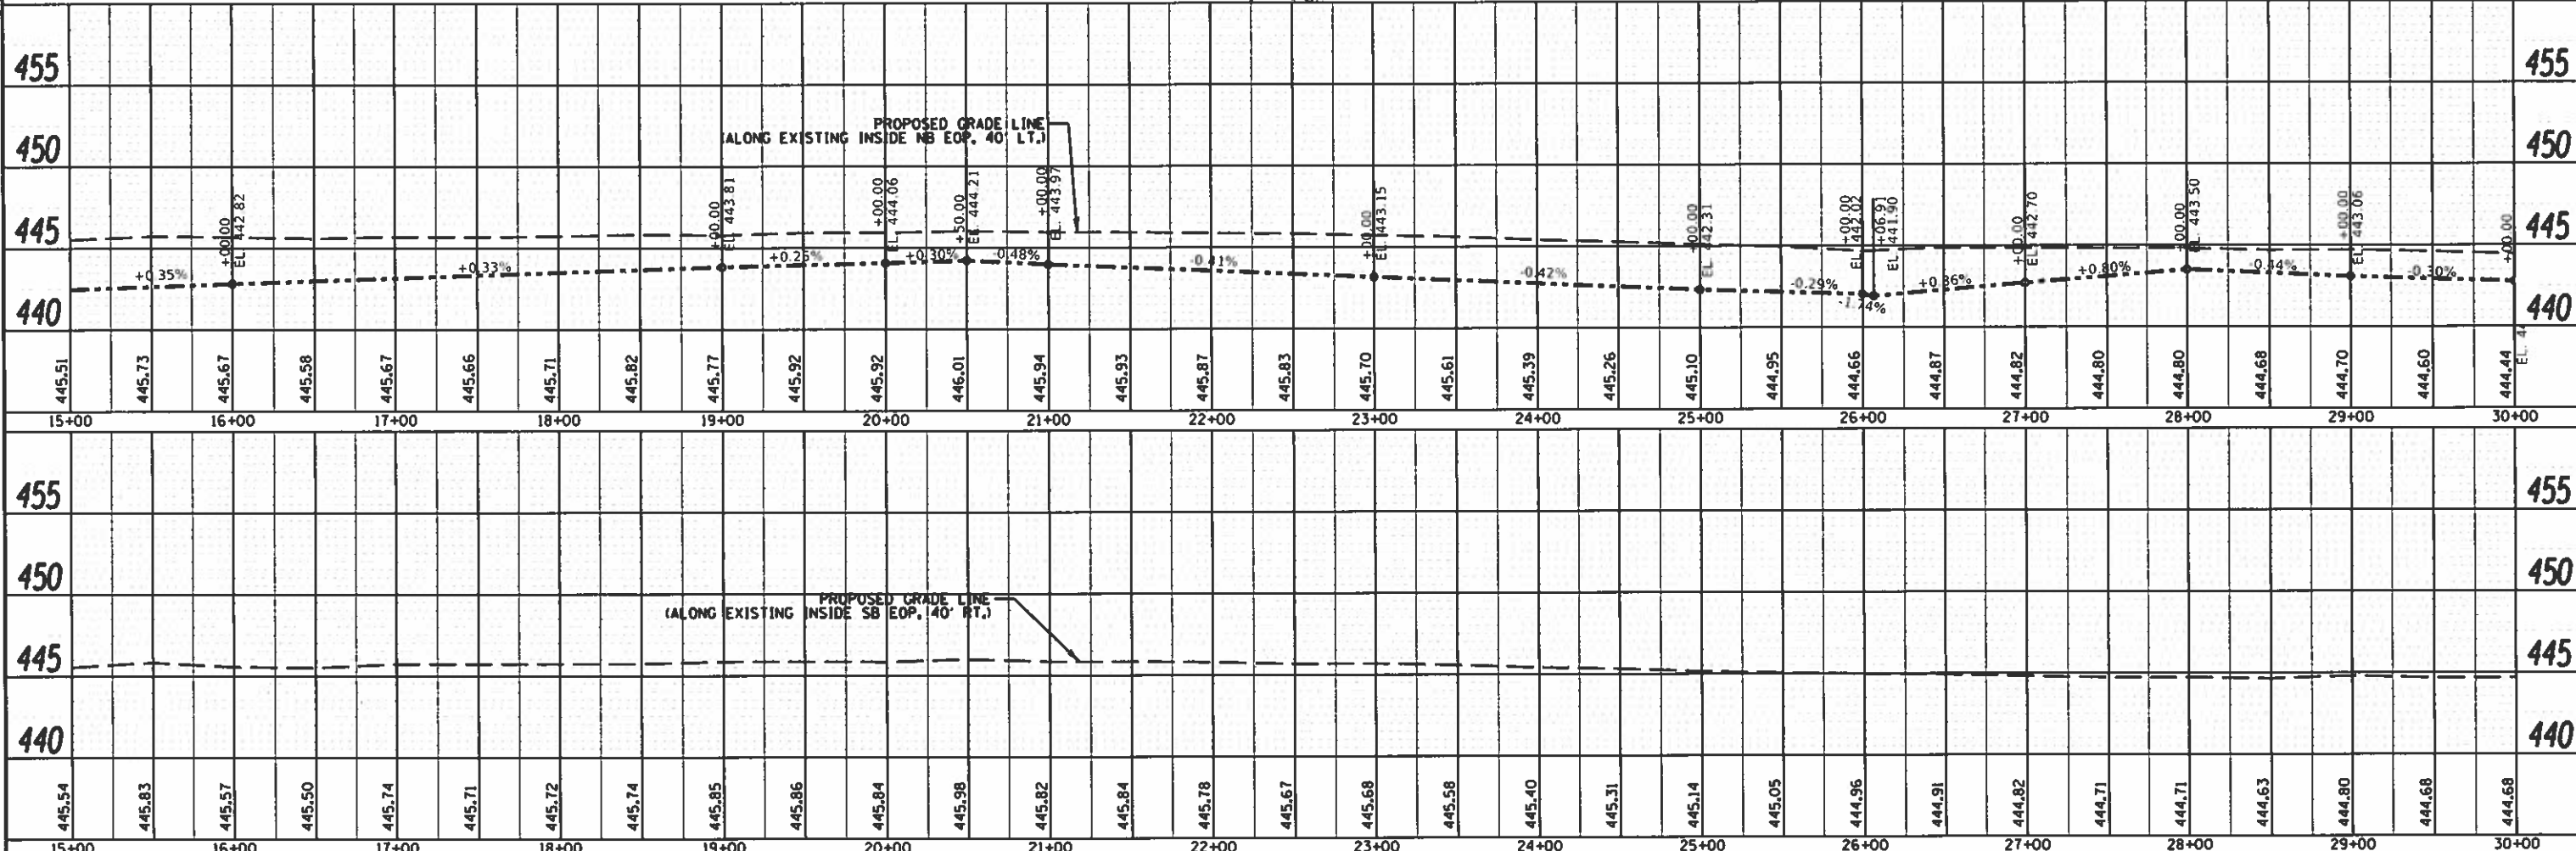 455 455
PROPOSED GRADE LINE
(ALONG EXISTING INSIDE NB EOP, 40' LT.)
450 450
+00.00
EL. 442.82
+00.00
EL. 443.81
+00.00
EL. 444.06
+50.00
EL. 444.21
+00.00
EL. 443.97
+00.00
EL. 443.15
+00.00
EL. 442.31
+00.00
EL. 442.02
+06.91
EL. 441.90
+00.00
EL. 442.70
+00.00
EL. 443.50
+00.00
EL. 443.06
+00.00
445 445
+0.35% +0.33% +0.25% +0.30% -0.48% -0.41% -0.42% -0.29% -1.74% +0.86% +0.80% -0.44% -0.30%
440 440
445.51 445.73 445.67 445.58 445.67 445.66 445.71 445.82 445.77 445.92 445.92 446.01 445.94 445.93 445.87 445.83 445.70 445.61 445.39 445.26 445.10 444.95 444.66 444.87 444.82 444.80 444.80 444.68 444.70 444.60 444.44
15+00 16+00 17+00 18+00 19+00 20+00 21+00 22+00 23+00 24+00 25+00 26+00 27+00 28+00 29+00 30+00
455 455
450 450
PROPOSED GRADE LINE
(ALONG EXISTING INSIDE SB EOP, 40' RT.)
445 445
440 440
445.54 445.83 445.57 445.50 445.74 445.71 445.72 445.74 445.85 445.86 445.84 445.98 445.82 445.84 445.78 445.67 445.68 445.58 445.40 445.31 445.14 445.05 444.96 444.91 444.82 444.71 444.71 444.63 444.80 444.68 444.68
15+00 16+00 17+00 18+00 19+00 20+00 21+00 22+00 23+00 24+00 25+00 26+00 27+00 28+00 29+00 30+00